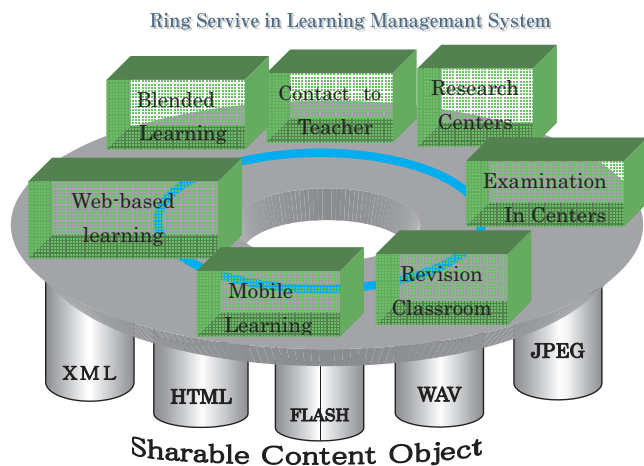 Ring Servive in Learning Managemant System
Blended
Learning
Contact to
Teacher
Research
Centers
Web-based
learning
Examination
In Centers
Mobile
Learning
Revision
Classroom
XML
HTML
FLASH
WAV
JPEG
Sharable Content Object